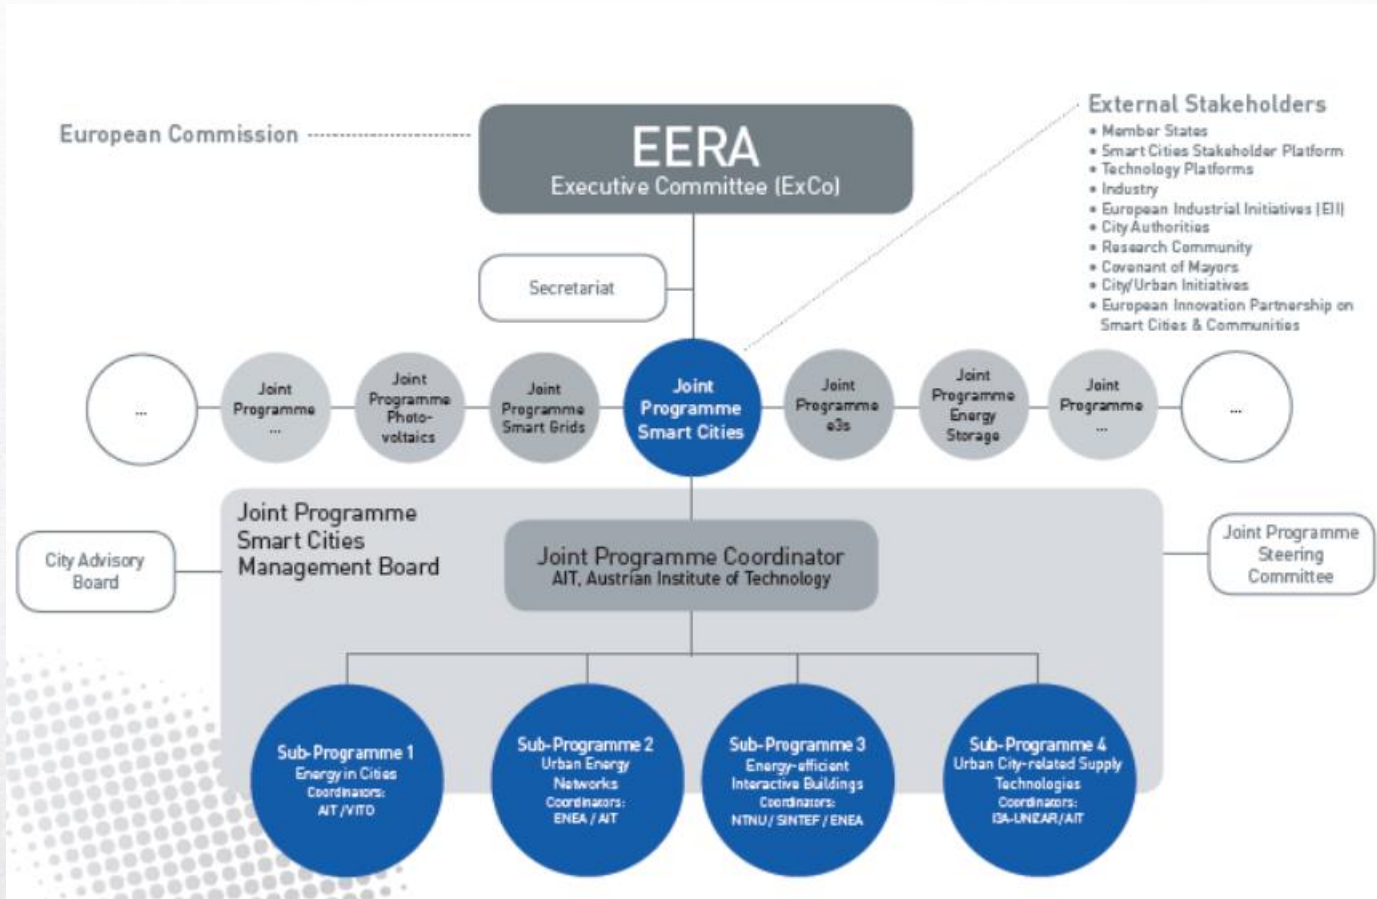 European Commission
EERA
Executive Committee (ExCo)
External Stakeholders
• Member States
• Smart Cities Stakeholder Platform
• Technology Platforms
• Industry
• European Industrial Initiatives (EII)
• City Authorities
• Research Community
• Covenant of Mayors
• City/Urban Initiatives
• European Innovation Partnership on
Smart Cities & Communities
Secretariat
...
Joint
Programme
...
Joint
Programme
Photo-
voltaics
Joint
Programme
Smart Grids
Joint
Programme
Smart Cities
Joint
Programme
e3s
Joint
Programme
Energy
Storage
Joint
Programme
...
...
Joint Programme
Smart Cities
Management Board
City Advisory
Board
Joint Programme Coordinator
AIT, Austrian Institute of Technology
Joint Programme
Steering
Committee
Sub-Programme 1
Energy in Cities
Coordinators:
AIT/VITO
Sub-Programme 2
Urban Energy
Networks
Coordinators:
ENEA / AIT
Sub-Programme 3
Energy-efficient
Interactive Buildings
Coordinators:
NTNU / SINTEF / ENEA
Sub-Programme 4
Urban City-related Supply
Technologies
Coordinators:
I3A-UNIZAR/AIT